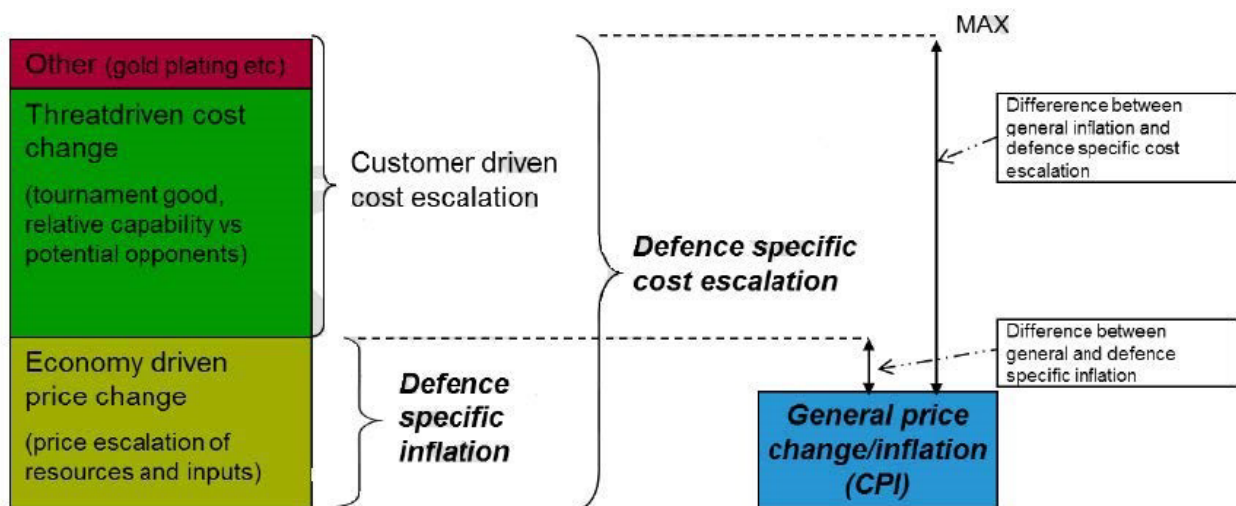 Other (gold plating etc)
Threatdriven cost
change
(tournament good,
relative capability vs
potential opponents)
Economy driven
price change
(price escalation of
resources and inputs)
Customer driven
cost escalation
Defence
specific
inflation
Defence specific
cost escalation
MAX
Differerence between
general inflation and
defence specific cost
escalation
Difference between
general and defence
specific inflation
General price
change/inflation
(CPI)